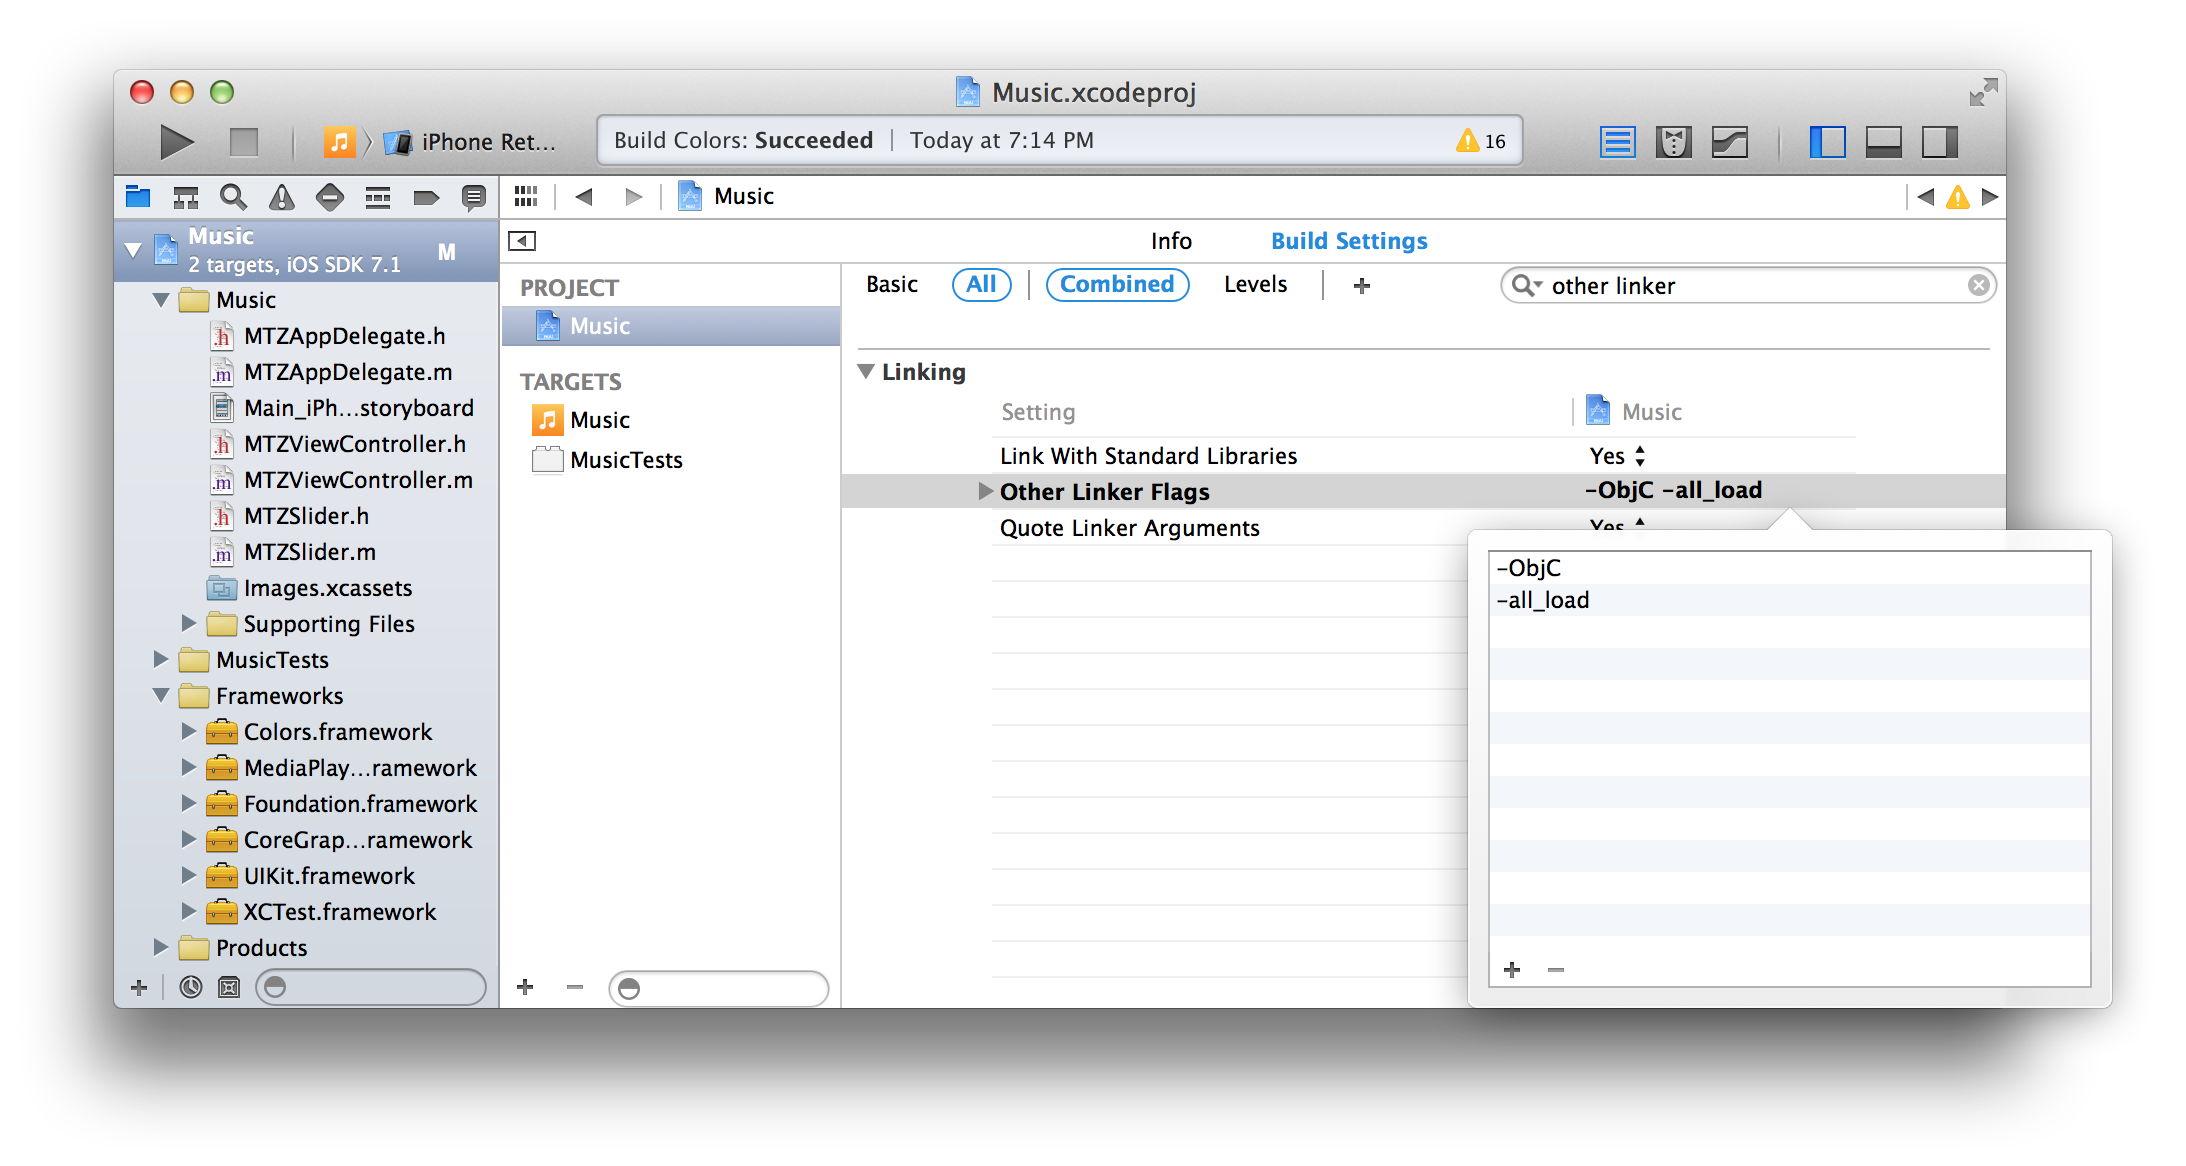 Music.xcodeproj
iPhone Ret...
Build Colors: Succeeded | Today at 7:14 PM
16
Music
Music
2 targets, iOS SDK 7.1
M
Music
MTZAppDelegate.h
MTZAppDelegate.m
Main_iPh...storyboard
MTZViewController.h
MTZViewController.m
MTZSlider.h
MTZSlider.m
Images.xcassets
Supporting Files
MusicTests
Frameworks
Colors.framework
MediaPlay...ramework
Foundation.framework
CoreGrap...ramework
UIKit.framework
XCTest.framework
Products
PROJECT
Music
TARGETS
Music
MusicTests
Info
Build Settings
Basic
All
Combined
Levels
other linker
Linking
Setting
Music
Link With Standard Libraries
Yes
Other Linker Flags
-ObjC -all_load
Quote Linker Arguments
Yes
-ObjC
-all_load